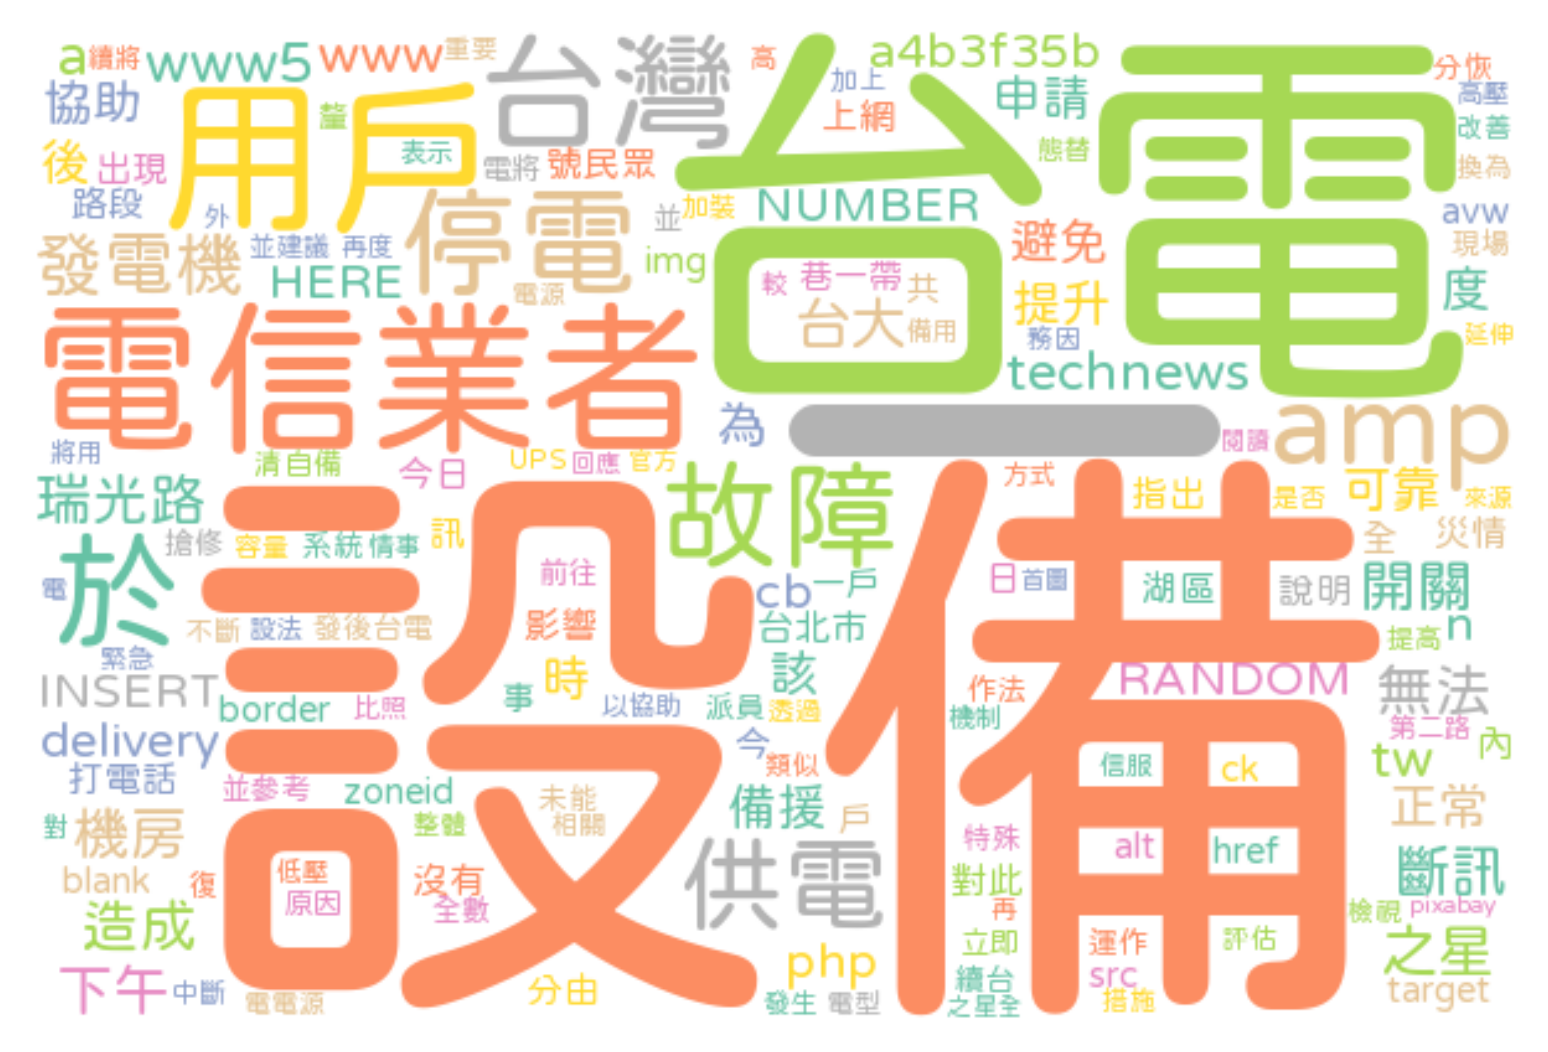 a 續將 www5 www 重要 台灣 高 台電 a4b3f35b 分恢
協助 用戶 釐 加上 上網 申請 高壓
後 出現 表示 電將 號民眾 態替 改善 換為
路段 外 停電 並 加裝 NUMBER 避免 avw
發電機 並建議 再度 img 現場
HERE 電源 較 巷一帶 共 提升 度
台大 備用 務因 延伸
電信業者 technews
為 一 閱讀 amp
將用 清自備 今日 UPS 回應 官方 故障 方式
瑞光路 指出 是否 可靠 來源
於 搶修 容量 系統 情事 訊 設備 全 災情
電 前往 cb 一戶 日 首圖 湖區 說明 開關
不斷 設法 發後台電 影響 台北市 提高 n
緊急 時 該 RANDOM 無法
INSERT border 比照 事 以協助 派員 透過 作法 機制 第二路
delivery 今 類似 信服 ck tw 內
打電話 並參考 zoneid 未能 備援 戶 正常
對 機房 整體 相關 供電 特殊 alt href
blank 復 低壓 原因 沒有 全數 對此 再 斷訊
造成 檢視 pixabay
立即 運作 評估 之星
下午 中斷 電電源 分由 php 續台 src target
發生 電型 之星全 措施